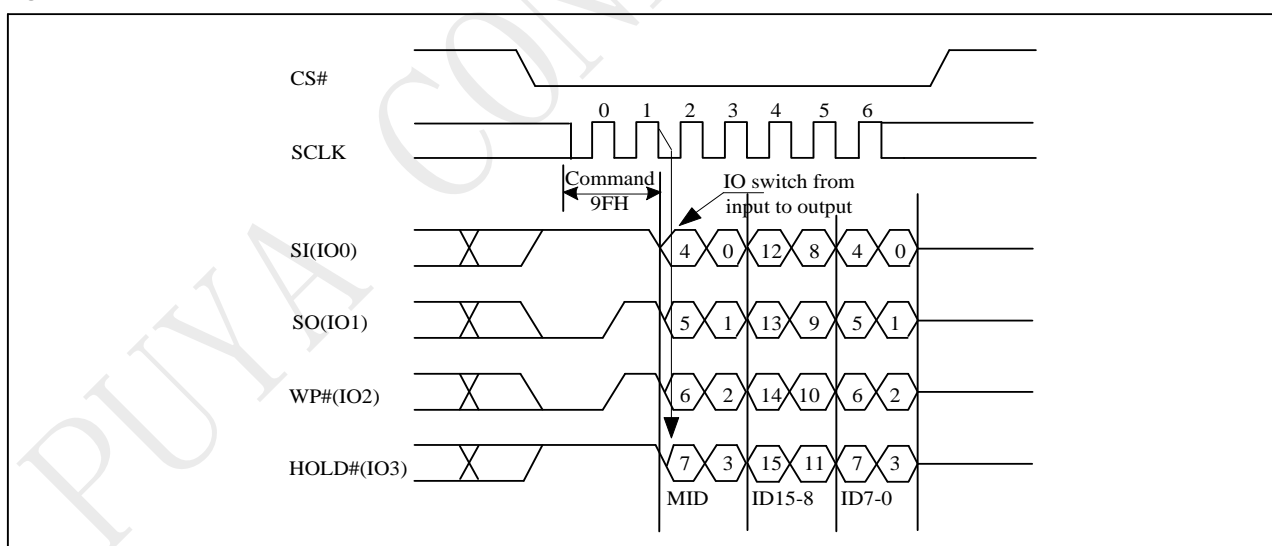 PUYA CON
CS#
0 1 2 3 4 5 6
SCLK
Command
9FH
IO switch from
input to output
SI(IO0)
4 0 12 8 4 0
SO(IO1)
5 1 13 9 5 1
WP#(IO2)
6 2 14 10 6 2
HOLD#(IO3)
7 3 15 11 7 3
MID ID15-8 ID7-0